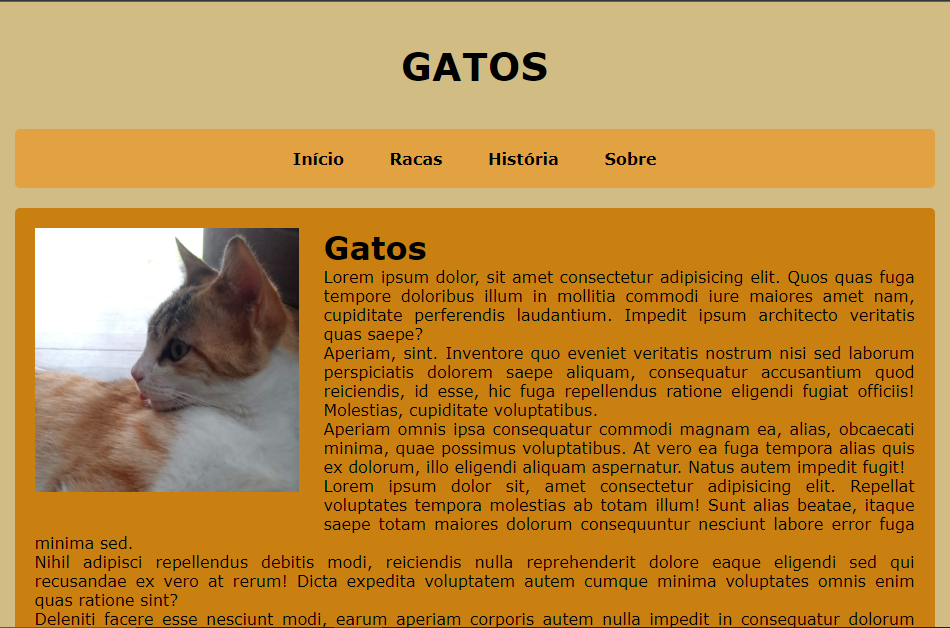 GATOS
Início Racas História Sobre
Gatos
Lorem ipsum dolor, sit amet consectetur adipisicing elit. Quos quas fuga
tempore doloribus illum in mollitia commodi iure maiores amet nam,
cupiditate perferendis laudantium. Impedit ipsum architecto veritatis
quas saepe?
Aperiam, sint. Inventore quo eveniet veritatis nostrum nisi sed laborum
perspiciatis dolorem saepe aliquam, consequatur accusantium quod
reiciendis, id esse, hic fuga repellendus ratione eligendi fugiat officiis!
Molestias, cupiditate voluptatibus.
Aperiam omnis ipsa consequatur commodi magnam ea, alias, obcaecati
minima, quae possimus voluptatibus. At vero ea fuga tempora alias quis
ex dolorum, illo eligendi aliquam aspernatur. Natus autem impedit fugit!
Lorem ipsum dolor sit, amet consectetur adipisicing elit. Repellat
voluptates tempora molestias ab totam illum! Sunt alias beatae, itaque
saepe totam maiores dolorum consequuntur nesciunt labore error fuga
minima sed.
Nihil adipisci repellendus debitis modi, reiciendis nulla reprehenderit dolore eaque eligendi sed qui
recusandae ex vero at rerum! Dicta expedita voluptatem autem cumque minima voluptates omnis enim
quas ratione sint?
Deleniti facere esse nesciunt modi, earum aperiam corporis autem nulla impedit in consequatur dolorum